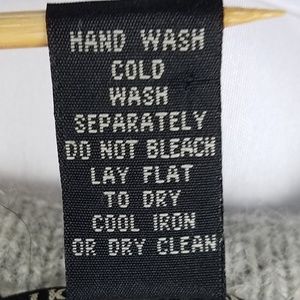 HAND WASH
COLD
WASH
SEPARATELY
DO NOT BLEACH
LAY FLAT
TO DRY
COOL IRON
OR DRY CLEAN